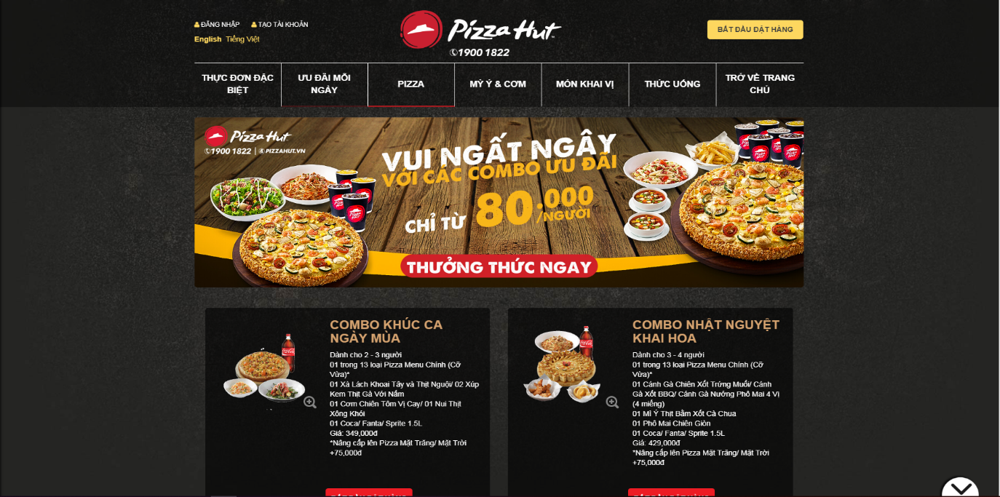 ĐĂNG NHẬP TẠO TÀI KHOẢN
English Tiếng Việt
Pizza Hut
1900 1822
BẮT ĐẦU ĐẶT HÀNG
THỰC ĐƠN ĐẶC
BIỆT
ƯU ĐÃI MỖI
NGÀY
PIZZA
MỲ Ý & CƠM
MÓN KHAI VỊ
THỨC UỐNG
TRỞ VỀ TRANG
CHỦ
Pizza Hut
1900 1822 | PIZZAHUT.VN
VUI NGẤT NGÂY
VỚI CÁC COMBO ƯU ĐÃI
CHỈ TỪ 80.000
/NGƯỜI
THƯỞNG THỨC NGAY
COMBO KHÚC CA
NGÀY MÙA
Dành cho 2 - 3 người
01 trong 13 loại Pizza Menu Chính (Cỡ
Vừa)*
01 Xà Lách Khoai Tây và Thịt Nguội/ 02 Xúp
Kem Thịt Gà Với Nấm
01 Cơm Chiên Tôm Vị Cay/ 01 Nui Thịt
Xông Khói
01 Coca/ Fanta/ Sprite 1.5L
Giá: 349,000đ
*Nâng cấp lên Pizza Mặt Trăng/ Mặt Trời
+75,000đ
COMBO NHẬT NGUYỆT
KHAI HOA
Dành cho 3 - 4 người
01 trong 13 loại Pizza Menu Chính (Cỡ
Vừa)*
01 Cánh Gà Chiên Xốt Trứng Muối/ Cánh
Gà Xốt BBQ/ Cánh Gà Nướng Phô Mai 4 Vị
(4 miếng)
01 Mì Ý Thịt Bằm Xốt Cà Chua
01 Phô Mai Chiên Giòn
01 Coca/ Fanta/ Sprite 1.5L
Giá: 429,000đ
*Nâng cấp lên Pizza Mặt Trăng/ Mặt Trời
+75,000đ